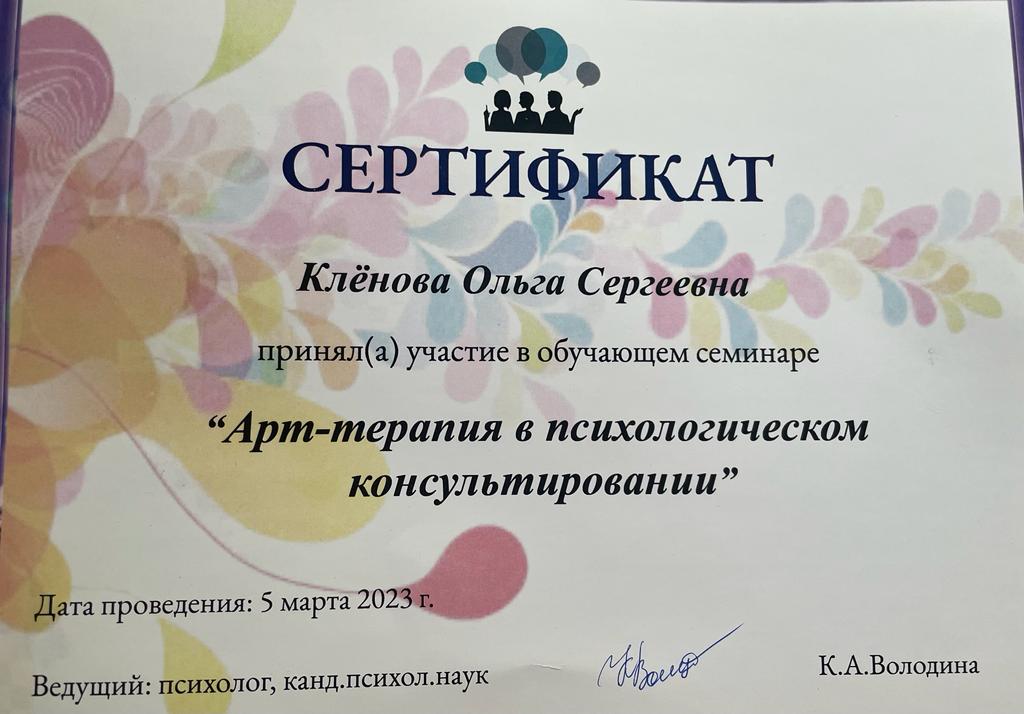 СЕРТИФИКАТ
Клёнова Ольга Сергеевна
принял(а) участие в обучающем семинаре
“Арт-терапия в психологическом
консультировании”
Дата проведения: 5 марта 2023 г.
Ведущий: психолог, канд.психол.наук
К.А.Володина